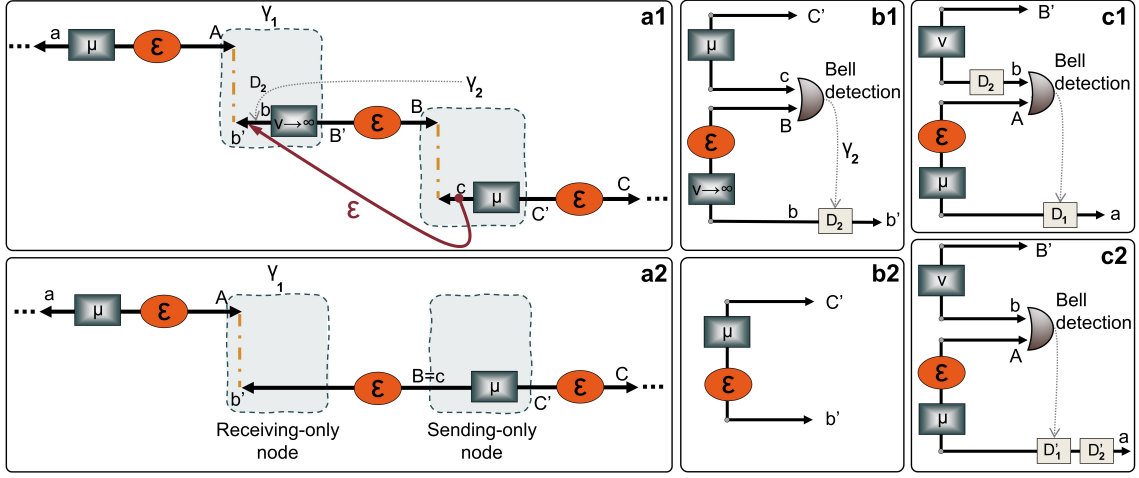 γ1
a1
a
μ
ε
A
D2
γ2
b
b'
ν→∞
B'
ε
B
ε
c
μ
C'
ε
C
γ1
a2
a
μ
ε
A
b'
ε
B=c
μ
C'
ε
C
Receiving-only
node
Sending-only
node
b1
C'
μ
c
Bell
detection
B
ε
γ2
ν→∞
b
D2
b'
b2
C'
μ
ε
b'
c1
B'
ν
Bell
detection
D2
b
A
ε
μ
D1
a
c2
B'
ν
b
Bell
detection
A
ε
μ
D'1
D'2
a